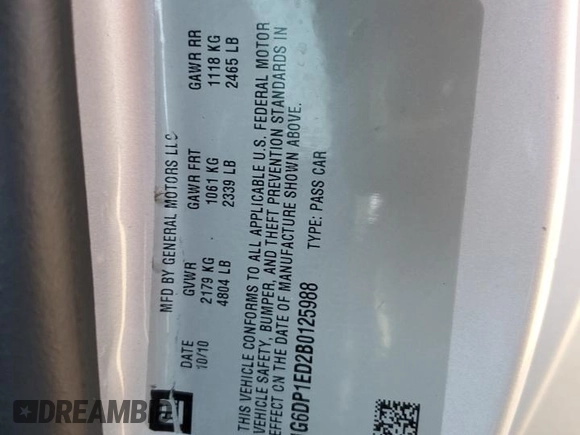 MFD BY GENERAL MOTORS LLC
DATE GVWR GAWR FRT GAWR RR
10/10 2179 KG 1061 KG 1118 KG
4804 LB 2339 LB 2465 LB
THIS VEHICLE CONFORMS TO ALL APPLICABLE U.S. FEDERAL MOTOR
VEHICLE SAFETY, BUMPER, AND THEFT PREVENTION STANDARDS IN
EFFECT ON THE DATE OF MANUFACTURE SHOWN ABOVE.
1G6DP1ED2B0125988 TYPE: PASS CAR
DREAMBID